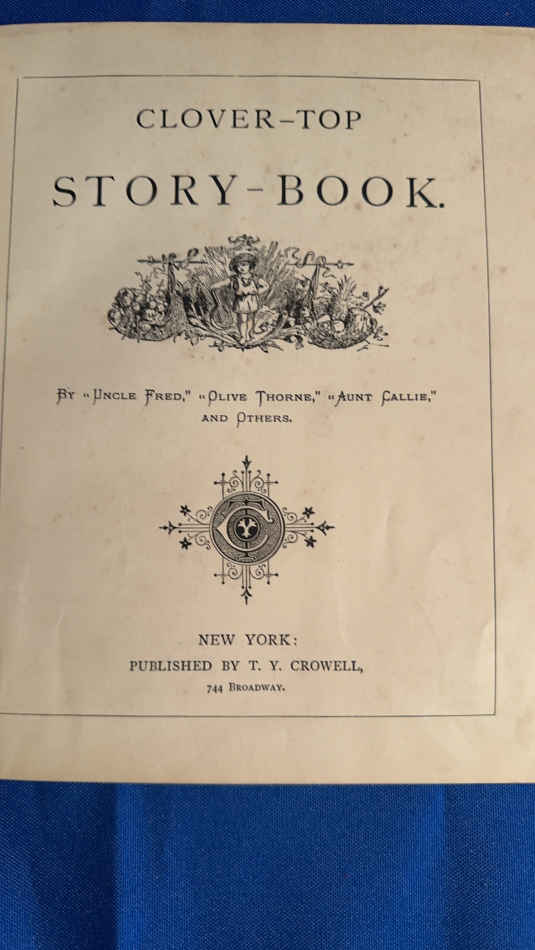 CLOVER-TOP
STORY-BOOK.
BY "UNCLE FRED," "OLIVE THORNE," "AUNT CALLIE,"
AND OTHERS.
NEW YORK:
PUBLISHED BY T. Y. CROWELL,
744 BROADWAY.